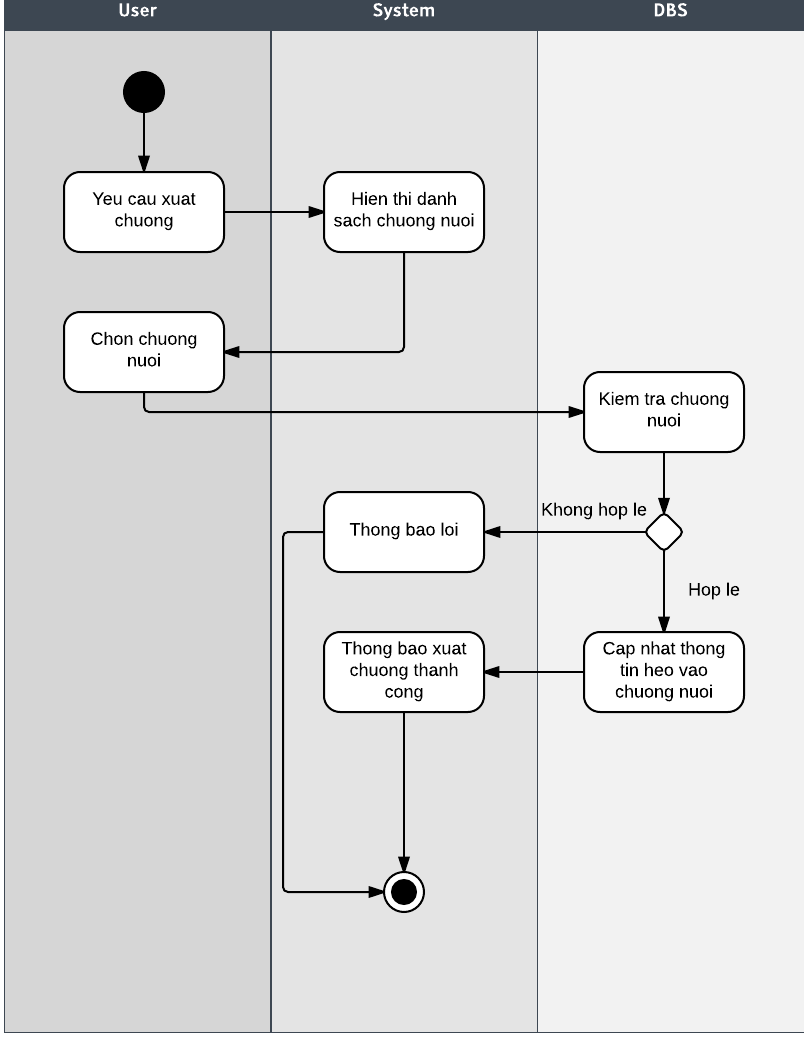 User
System
DBS
Yeu cau xuat
chuong
Hien thi danh
sach chuong nuoi
Chon chuong
nuoi
Kiem tra chuong
nuoi
Khong hop le
Thong bao loi
Hop le
Thong bao xuat
chuong thanh
cong
Cap nhat thong
tin heo vao
chuong nuoi